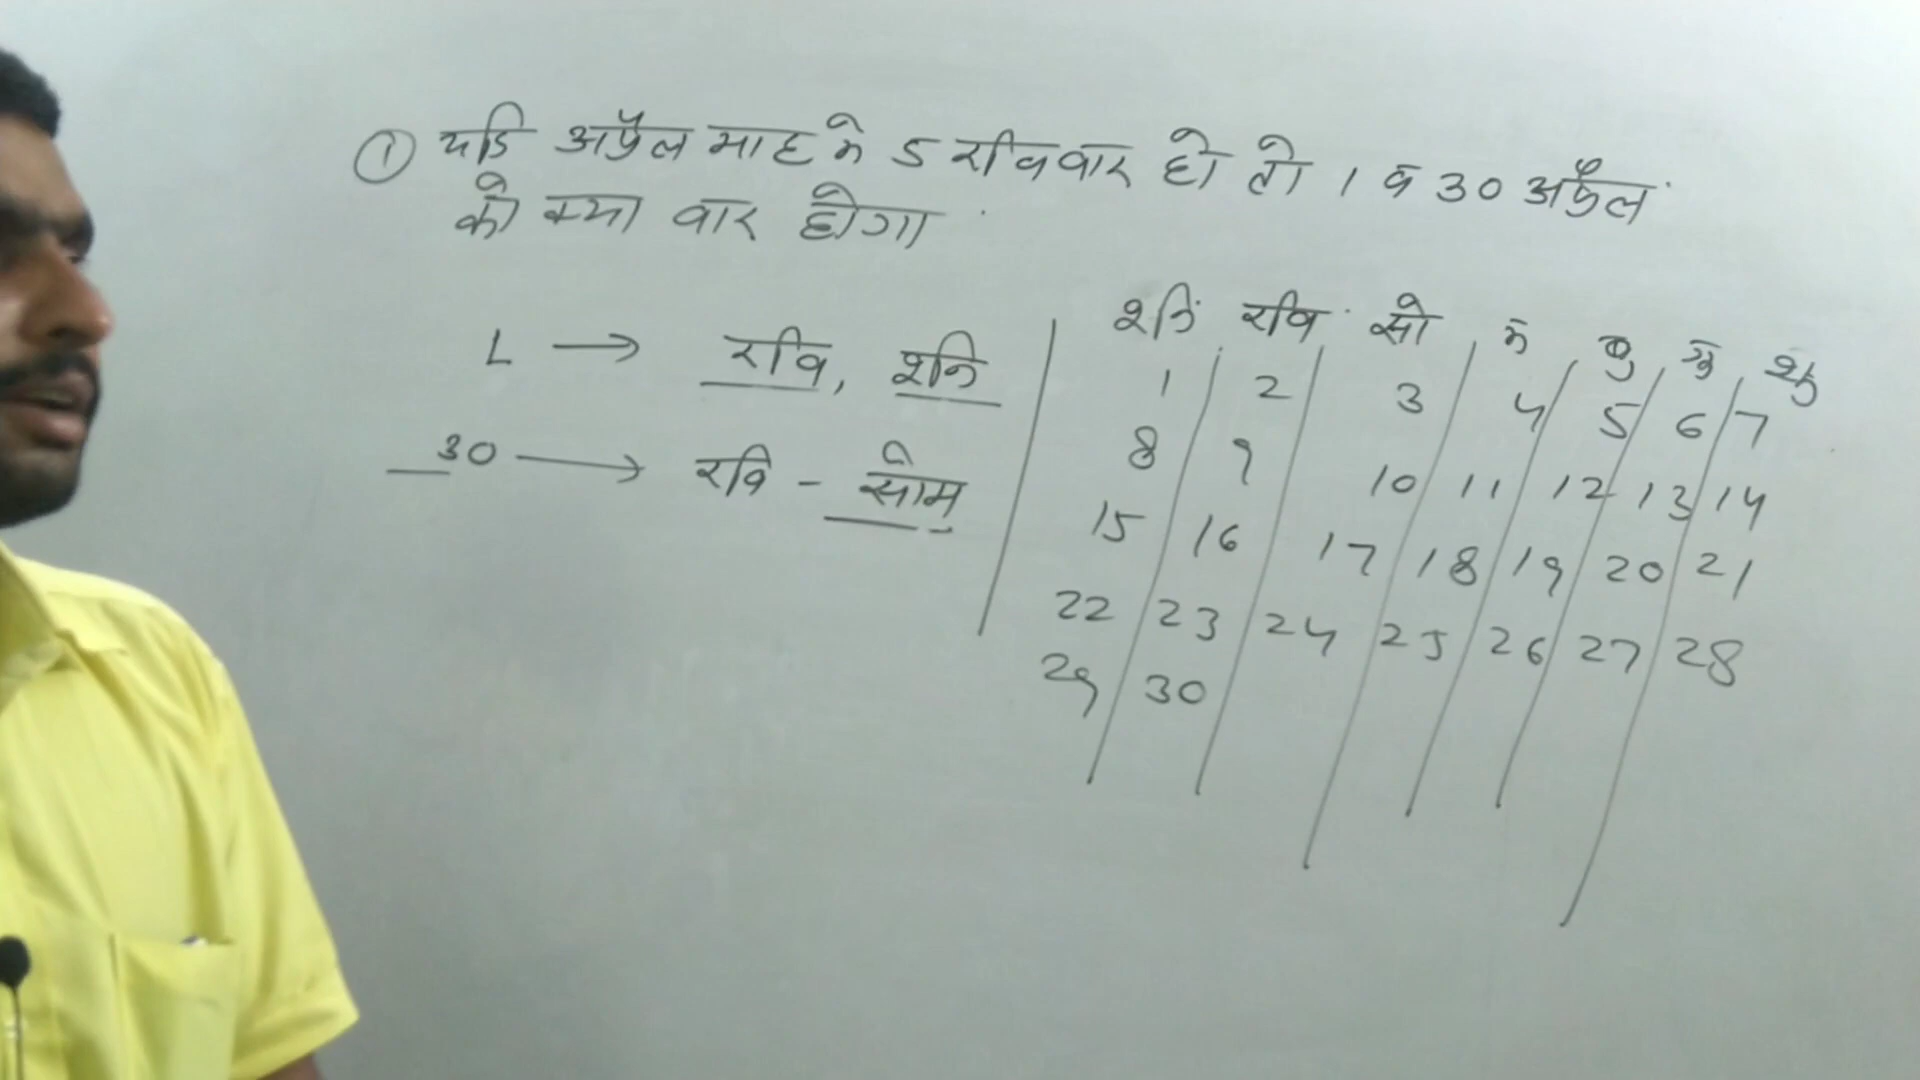 ① यदि अप्रैल माह मे 5 रविवार हो तो 1 व 30 अप्रैल
को क्या वार होगा
1 → रवि, शनि
30 → रवि - सोम
शनि रवि सो मं बु गु शु
1 2 3 4 5 6 7
8 9 10 11 12 13 14
15 16 17 18 19 20 21
22 23 24 25 26 27 28
29 30